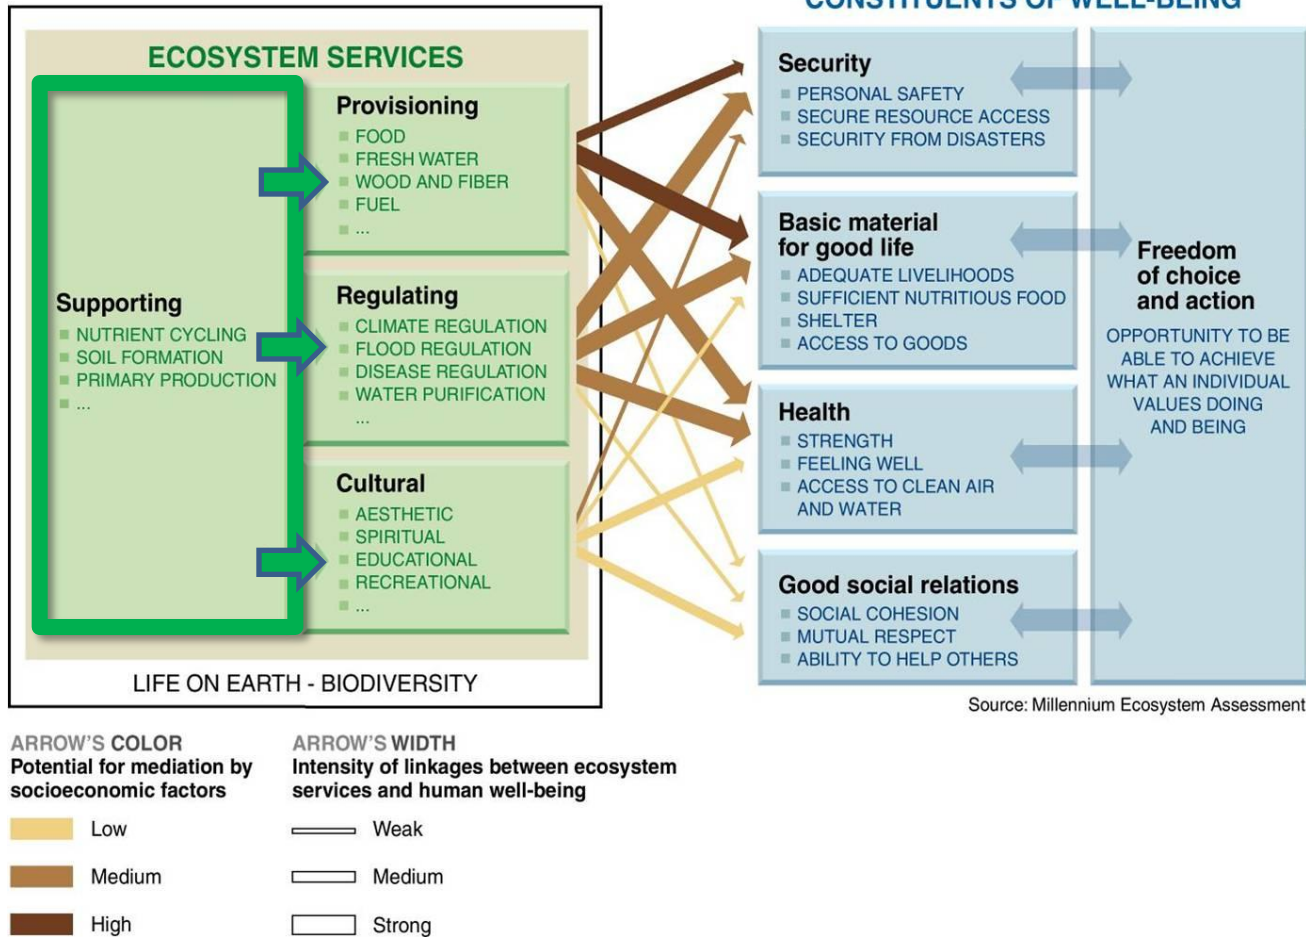 CONSTITUENTS OF WELL-BEING
ECOSYSTEM SERVICES
Supporting
NUTRIENT CYCLING
SOIL FORMATION
PRIMARY PRODUCTION
...
Provisioning
FOOD
FRESH WATER
WOOD AND FIBER
FUEL
...
Regulating
CLIMATE REGULATION
FLOOD REGULATION
DISEASE REGULATION
WATER PURIFICATION
...
Cultural
AESTHETIC
SPIRITUAL
EDUCATIONAL
RECREATIONAL
...
LIFE ON EARTH - BIODIVERSITY
Security
PERSONAL SAFETY
SECURE RESOURCE ACCESS
SECURITY FROM DISASTERS
Basic material
for good life
ADEQUATE LIVELIHOODS
SUFFICIENT NUTRITIOUS FOOD
SHELTER
ACCESS TO GOODS
Health
STRENGTH
FEELING WELL
ACCESS TO CLEAN AIR
AND WATER
Good social relations
SOCIAL COHESION
MUTUAL RESPECT
ABILITY TO HELP OTHERS
Freedom
of choice
and action
OPPORTUNITY TO BE
ABLE TO ACHIEVE
WHAT AN INDIVIDUAL
VALUES DOING
AND BEING
Source: Millennium Ecosystem Assessment
ARROW'S COLOR
Potential for mediation by
socioeconomic factors
Low
Medium
High
ARROW'S WIDTH
Intensity of linkages between ecosystem
services and human well-being
Weak
Medium
Strong